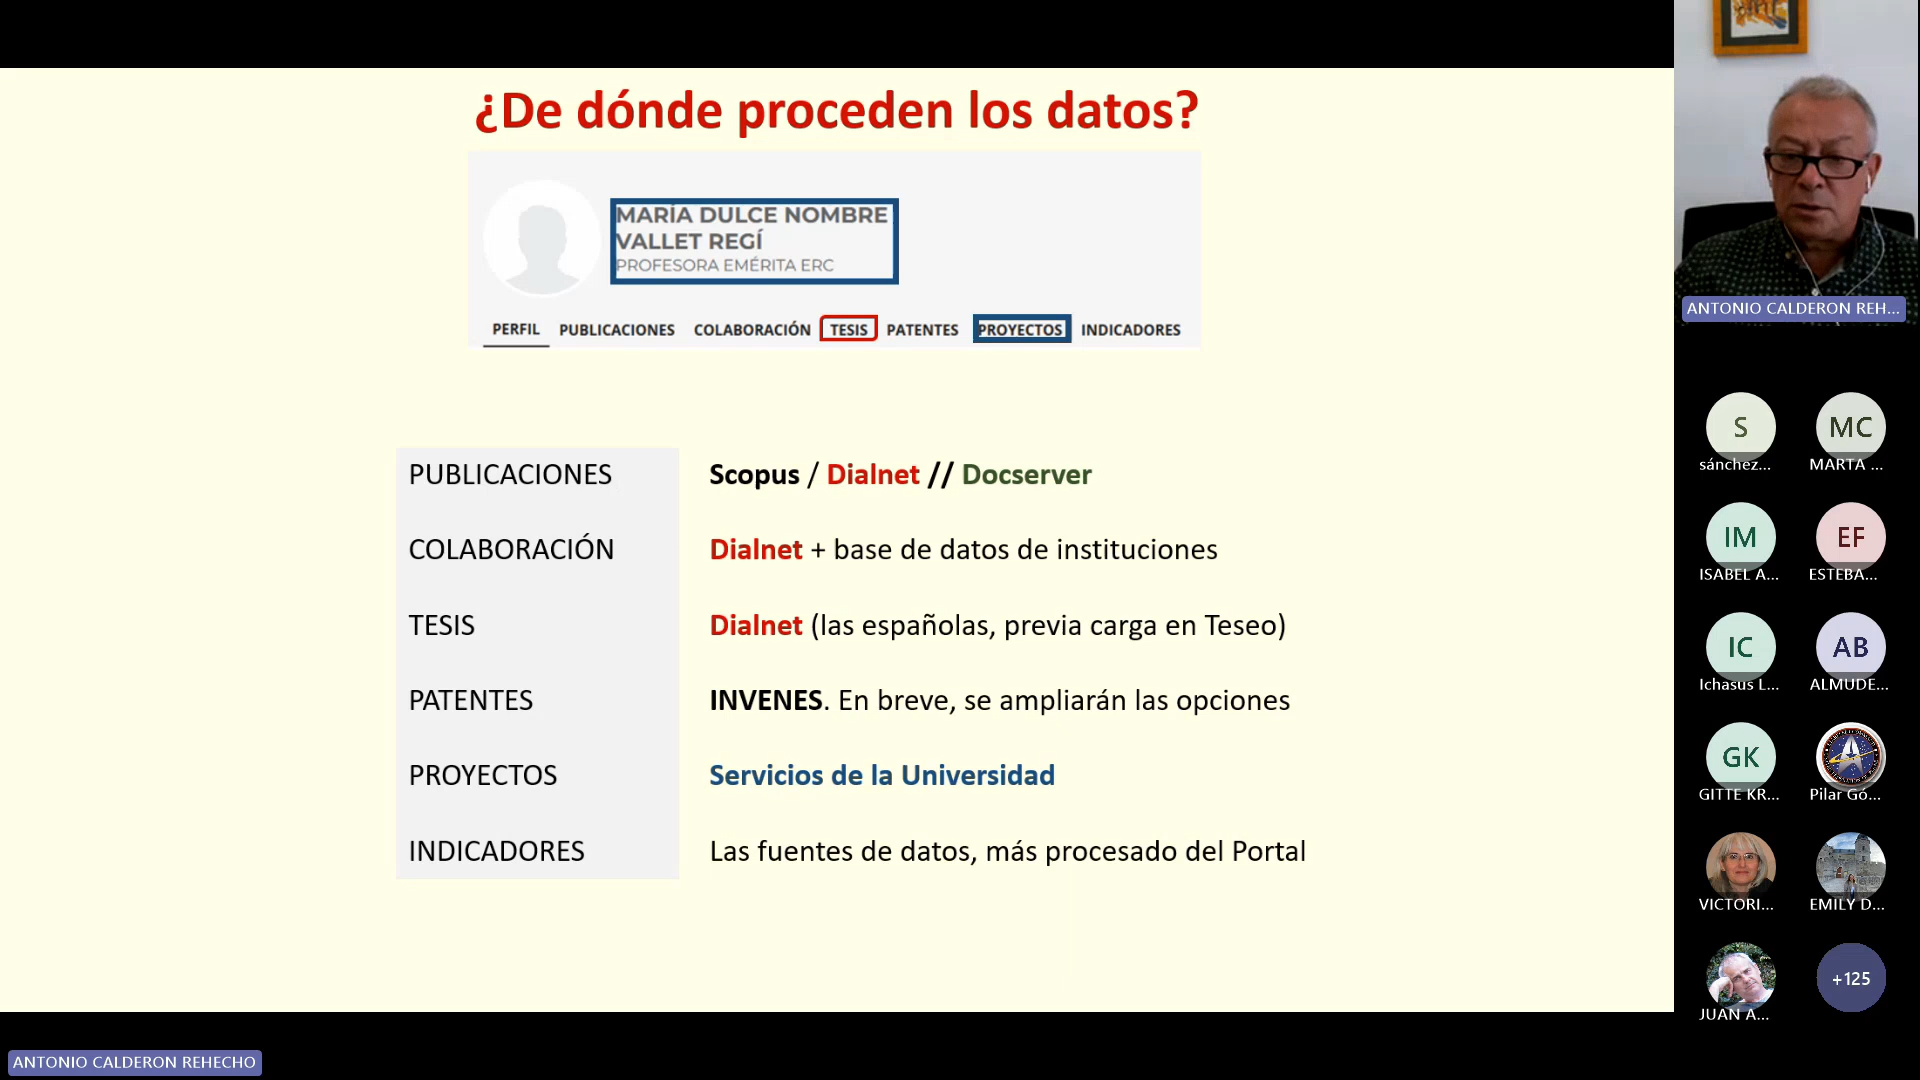 ¿De dónde proceden los datos?
MARÍA DULCE NOMBRE
VALLET REGÍ
PROFESORA EMÉRITA ERC
PERFIL PUBLICACIONES COLABORACIÓN TESIS PATENTES PROYECTOS INDICADORES
PUBLICACIONES Scopus / Dialnet // Docserver
COLABORACIÓN Dialnet + base de datos de instituciones
TESIS Dialnet (las españolas, previa carga en Teseo)
PATENTES INVENES. En breve, se ampliarán las opciones
PROYECTOS Servicios de la Universidad
INDICADORES Las fuentes de datos, más procesado del Portal
ANTONIO CALDERON REH...
S MC
sánchez... MARTA ...
IM EF
ISABEL A... ESTEBA...
IC AB
Ichasus L... ALMUDE...
GK
GITTE KR... Pilar Gó...
VICTORI... EMILY D...
+125
JUAN A...
ANTONIO CALDERON REHECHO